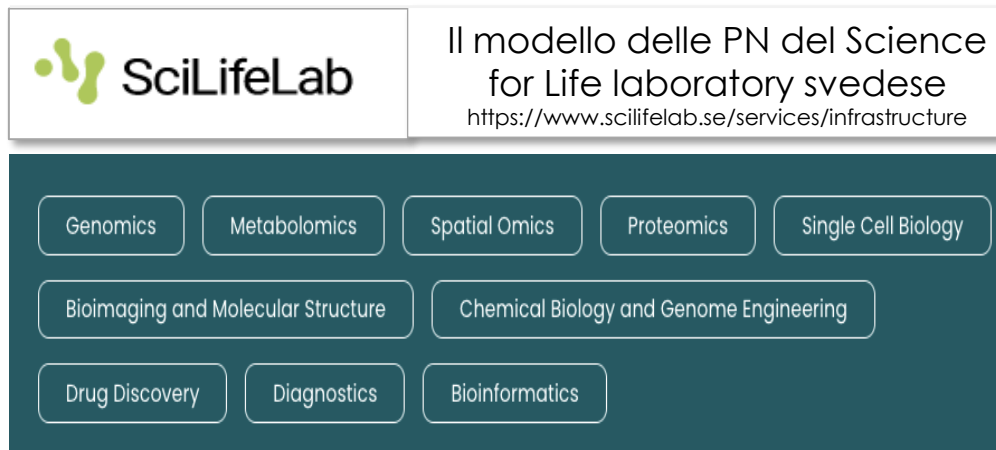 SciLifeLab
Il modello delle PN del Science
for Life laboratory svedese
https://www.scilifelab.se/services/infrastructure
Genomics
Metabolomics
Spatial Omics
Proteomics
Single Cell Biology
Bioimaging and Molecular Structure
Chemical Biology and Genome Engineering
Drug Discovery
Diagnostics
Bioinformatics